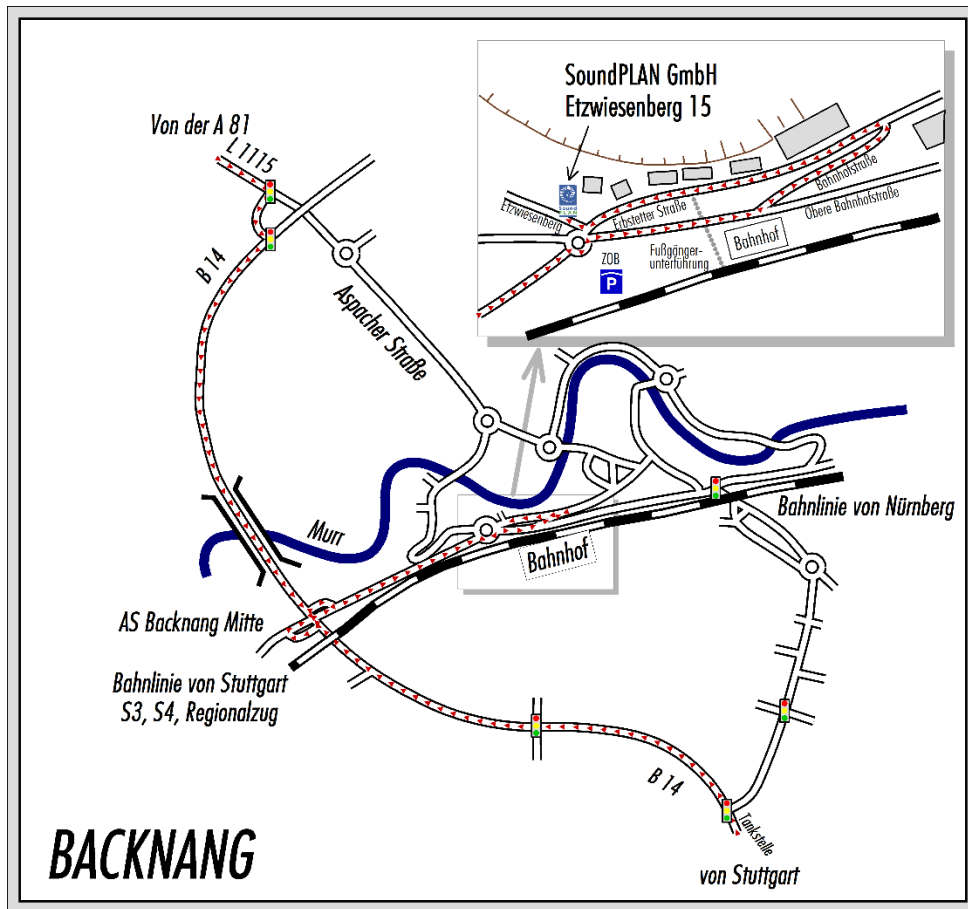 SoundPLAN GmbH
Etzwiesenberg 15
Von der A 81
L 1115
B 14
Aspacher Straße
Etzwiesenberg
Sound
PLAN
Erbstetter Straße
Bahnhofstraße
Obere Bahnhofstraße
Bahnhof
Fußgänger-
unterführung
ZOB
P
Murr
Bahnhof
Bahnlinie von Nürnberg
AS Backnang Mitte
Bahnlinie von Stuttgart
S3, S4, Regionalzug
B 14
Tankstelle
von Stuttgart
BACKNANG